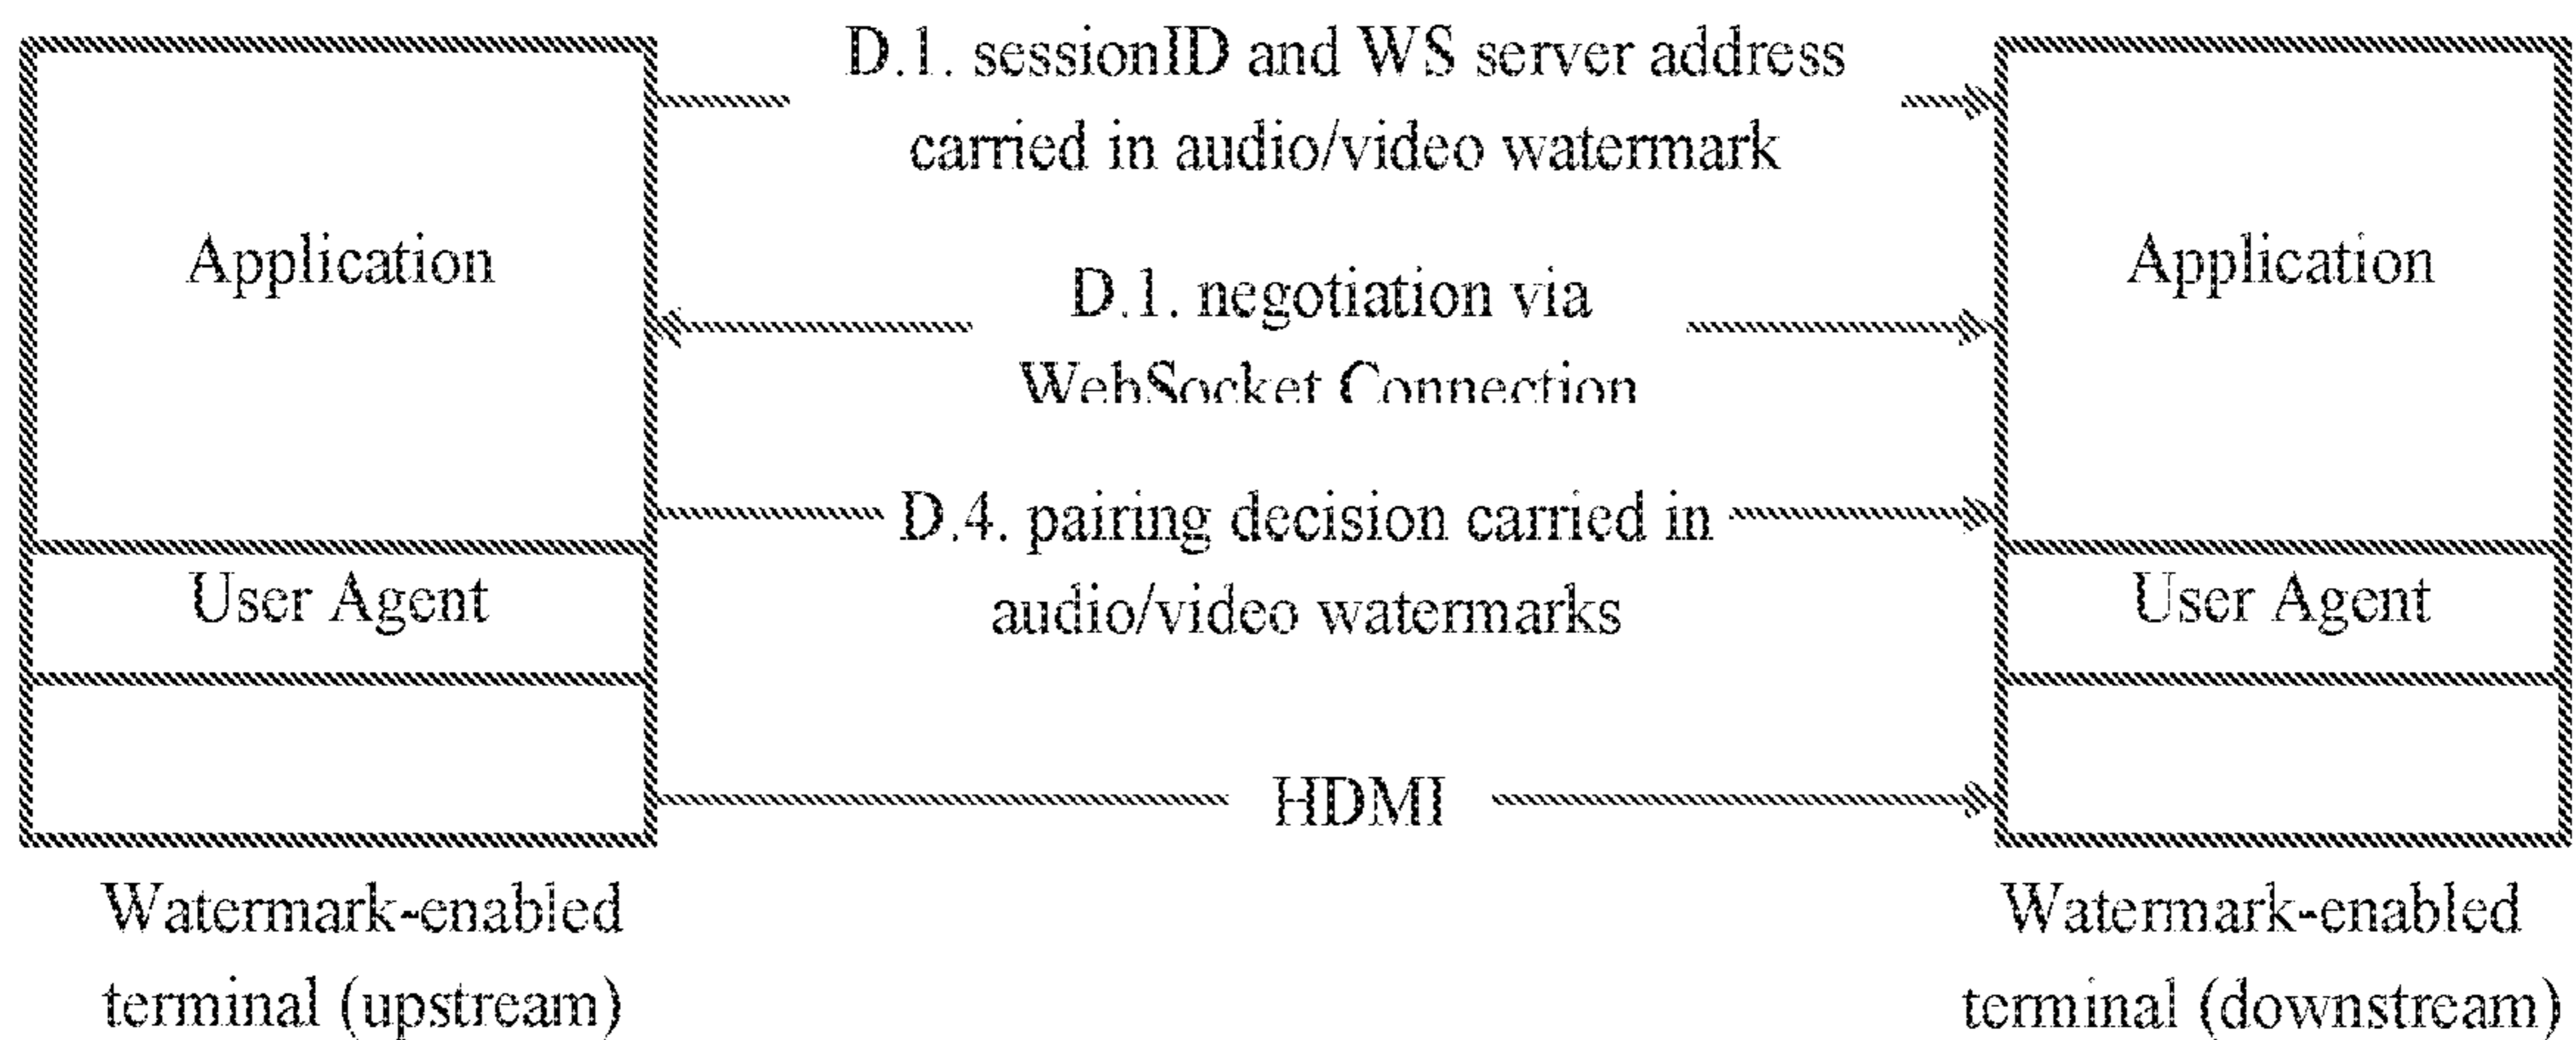 D.1. sessionID and WS server address
carried in audio/video watermark
Application
Application
D.1. negotiation via
WebSocket Connection
D.4. pairing decision carried in
audio/video watermarks
User Agent
User Agent
HDMI
Watermark-enabled
terminal (upstream)
Watermark-enabled
terminal (downstream)